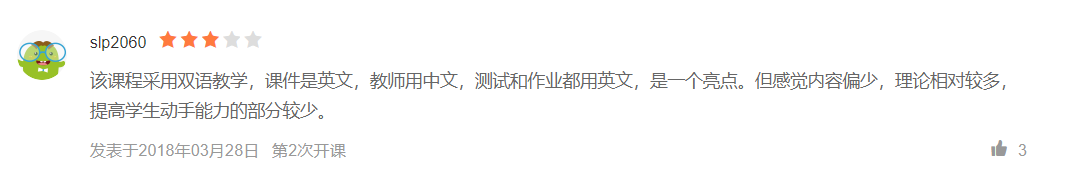 slp2060
该课程采用双语教学，课件是英文，教师用中文，测试和作业都用英文，是一个亮点。但感觉内容偏少，理论相对较多，
提高学生动手能力的部分较少。
发表于2018年03月28日 第2次开课
3